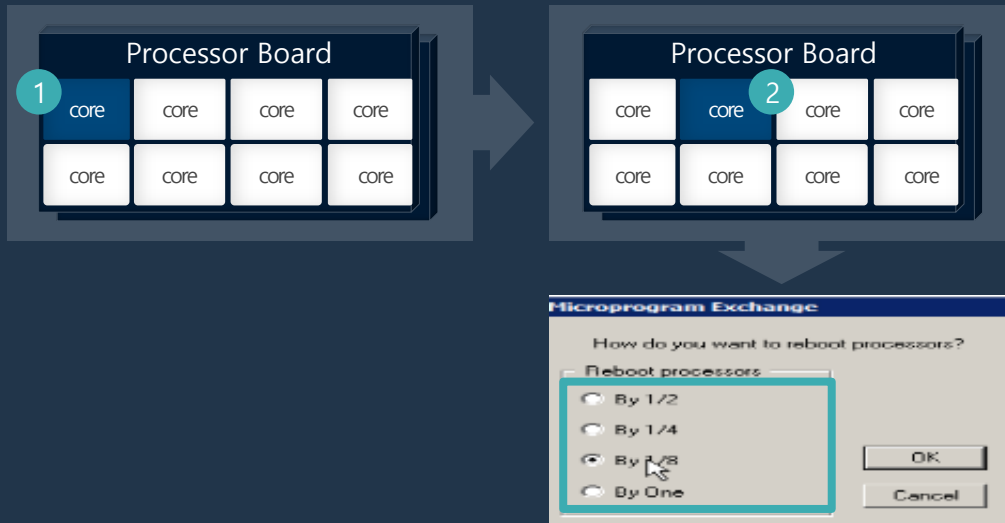 Processor Board
1
core core core core
core core core core
Processor Board
2
core core core core
core core core core
Microprogram Exchange
How do you want to reboot processors?
Reboot processors
By 1/2
By 1/4
By 1/8
By One
OK
Cancel